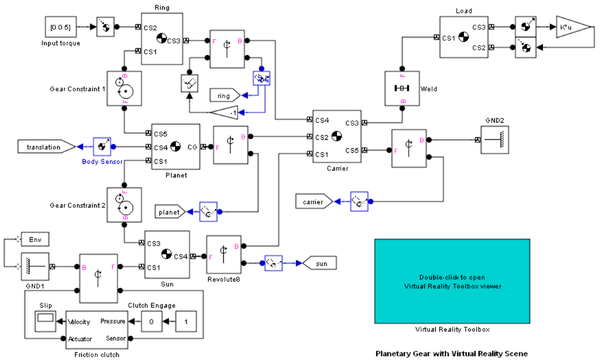 Ring
Load
[0 0 5]
Input torque
CS2
CS3
CS1
B
F
CS1
CS3
CS2
K*u
Gear Constraint 1
B
F
ring
-1
B
F
Weld
translation
Body Sensor
CS5
CS4
CG
CS1
Planet
F
B
CS4
CS2
CS1
CS3
CS5
Carrier
F
B
GND2
Gear Constraint 2
F
B
planet
carrier
Env
GND1
B
F
CS3
CS4
CS1
Sun
F
B
Revolute8
sun
Slip
Clutch Engage
Velocity
Pressure
Actuator
Sensor
0
1
Friction clutch
Double-click to open
Virtual Reality Toolbox viewer
Virtual Reality Toolbox
Planetary Gear with Virtual Reality Scene